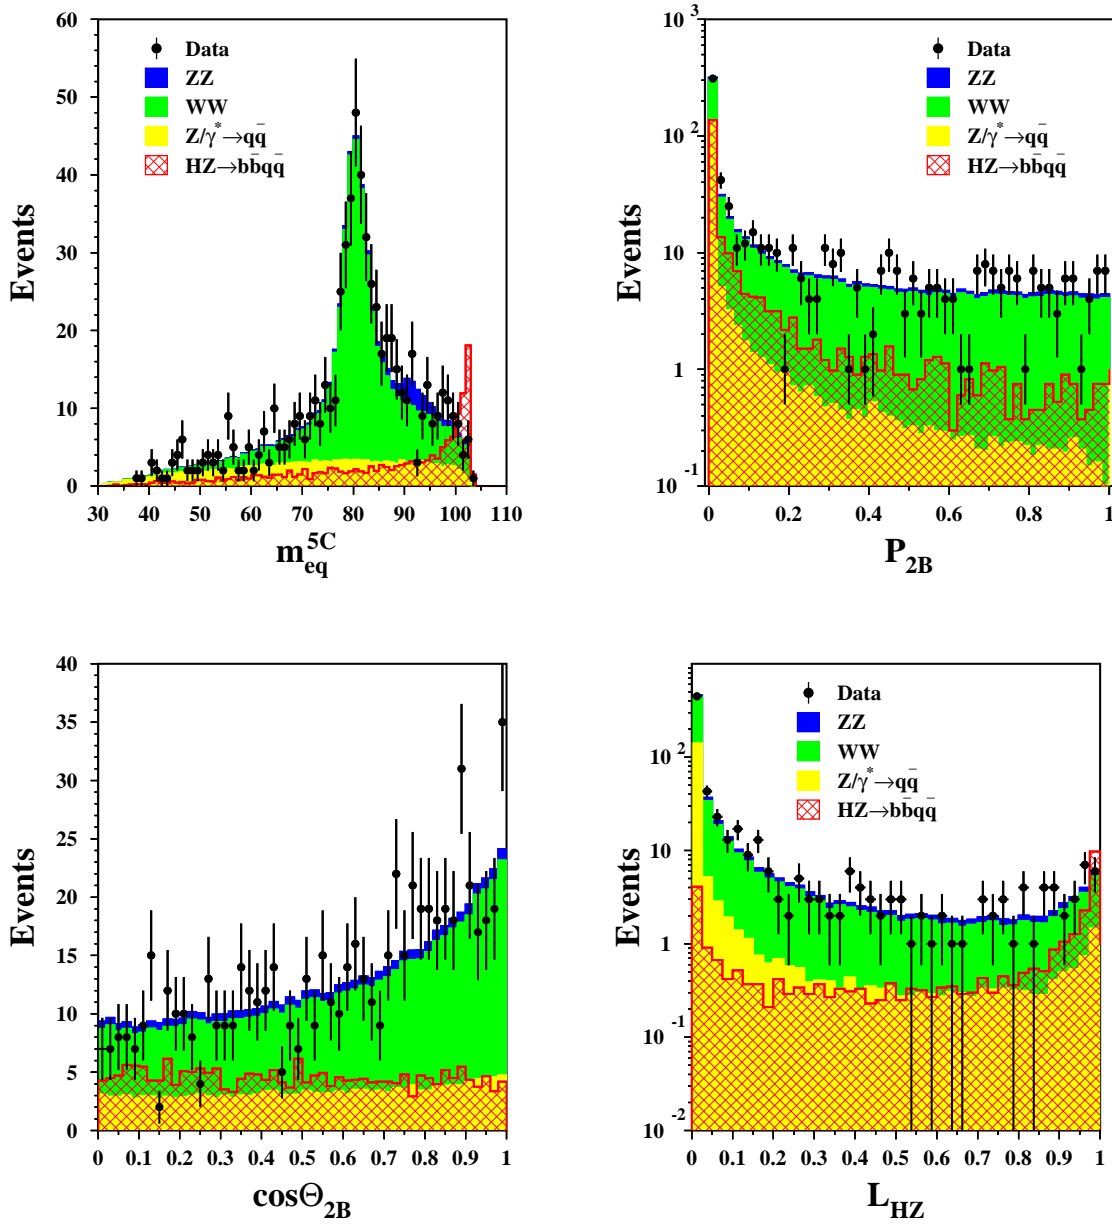 60
50
40
30
20
10
0
30 40 50 60 70 80 90 100 110
Events
m_eq^5C
Data
ZZ
WW
Z/γ*→qq̄
HZ→bb̄qq̄
10³
10²
10
1
10⁻¹
0 0.2 0.4 0.6 0.8 1
Events
P_2B
Data
ZZ
WW
Z/γ*→qq̄
HZ→bb̄qq̄
40
35
30
25
20
15
10
5
0
0 0.1 0.2 0.3 0.4 0.5 0.6 0.7 0.8 0.9 1
Events
cosΘ_2B
10²
10
1
10⁻¹
10⁻²
0 0.1 0.2 0.3 0.4 0.5 0.6 0.7 0.8 0.9 1
Events
L_HZ
Data
ZZ
WW
Z/γ*→qq̄
HZ→bb̄qq̄